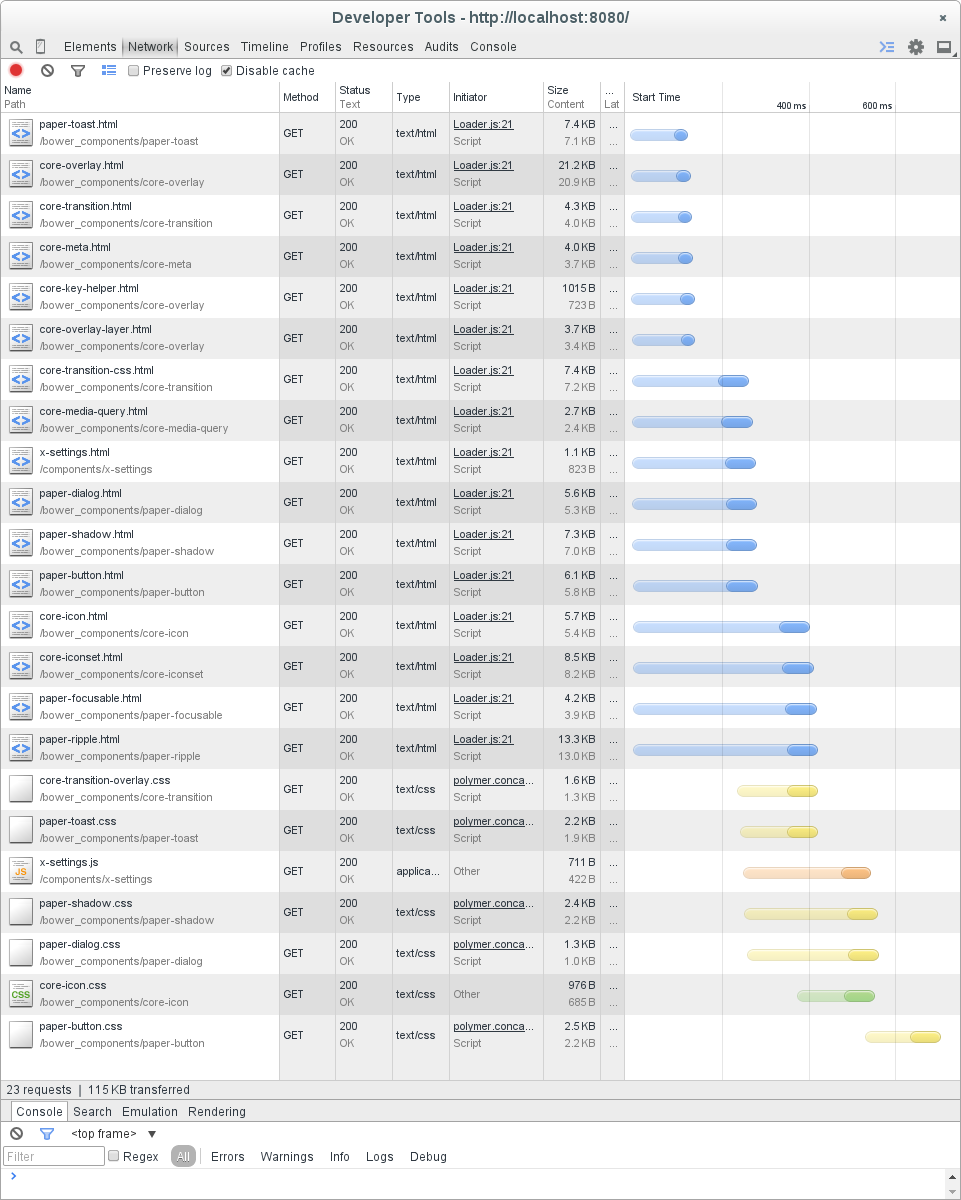 Developer Tools - http://localhost:8080/ ×
Elements Network Sources Timeline Profiles Resources Audits Console
Preserve log Disable cache
Name Path Method Status Text Type Initiator Size Content ... Lat Start Time 400 ms 600 ms
paper-toast.html GET 200 text/html Loader.js:21 7.4 KB ...
/bower_components/paper-toast OK Script 7.1 KB ...
core-overlay.html GET 200 text/html Loader.js:21 21.2 KB ...
/bower_components/core-overlay OK Script 20.9 KB ...
core-transition.html GET 200 text/html Loader.js:21 4.3 KB ...
/bower_components/core-transition OK Script 4.0 KB ...
core-meta.html GET 200 text/html Loader.js:21 4.0 KB ...
/bower_components/core-meta OK Script 3.7 KB ...
core-key-helper.html GET 200 text/html Loader.js:21 1015 B ...
/bower_components/core-overlay OK Script 723 B ...
core-overlay-layer.html GET 200 text/html Loader.js:21 3.7 KB ...
/bower_components/core-overlay OK Script 3.4 KB ...
core-transition-css.html GET 200 text/html Loader.js:21 7.4 KB ...
/bower_components/core-transition OK Script 7.2 KB ...
core-media-query.html GET 200 text/html Loader.js:21 2.7 KB ...
/bower_components/core-media-query OK Script 2.4 KB ...
x-settings.html GET 200 text/html Loader.js:21 1.1 KB ...
/components/x-settings OK Script 823 B ...
paper-dialog.html GET 200 text/html Loader.js:21 5.6 KB ...
/bower_components/paper-dialog OK Script 5.3 KB ...
paper-shadow.html GET 200 text/html Loader.js:21 7.3 KB ...
/bower_components/paper-shadow OK Script 7.0 KB ...
paper-button.html GET 200 text/html Loader.js:21 6.1 KB ...
/bower_components/paper-button OK Script 5.8 KB ...
core-icon.html GET 200 text/html Loader.js:21 5.7 KB ...
/bower_components/core-icon OK Script 5.4 KB ...
core-iconset.html GET 200 text/html Loader.js:21 8.5 KB ...
/bower_components/core-iconset OK Script 8.2 KB ...
paper-focusable.html GET 200 text/html Loader.js:21 4.2 KB ...
/bower_components/paper-focusable OK Script 3.9 KB ...
paper-ripple.html GET 200 text/html Loader.js:21 13.3 KB ...
/bower_components/paper-ripple OK Script 13.0 KB ...
core-transition-overlay.css GET 200 text/css polymer.conca... 1.6 KB ...
/bower_components/core-transition OK Script 1.3 KB ...
paper-toast.css GET 200 text/css polymer.conca... 2.2 KB ...
/bower_components/paper-toast OK Script 1.9 KB ...
JS x-settings.js GET 200 applica... Other 711 B ...
/components/x-settings OK 422 B ...
paper-shadow.css GET 200 text/css polymer.conca... 2.4 KB ...
/bower_components/paper-shadow OK Script 2.2 KB ...
paper-dialog.css GET 200 text/css polymer.conca... 1.3 KB ...
/bower_components/paper-dialog OK Script 1.0 KB ...
CSS core-icon.css GET 200 text/css Other 976 B ...
/bower_components/core-icon OK 685 B ...
paper-button.css GET 200 text/css polymer.conca... 2.5 KB ...
/bower_components/paper-button OK Script 2.2 KB ...
23 requests | 115 KB transferred
Console Search Emulation Rendering
<top frame> ▼
Filter Regex All Errors Warnings Info Logs Debug